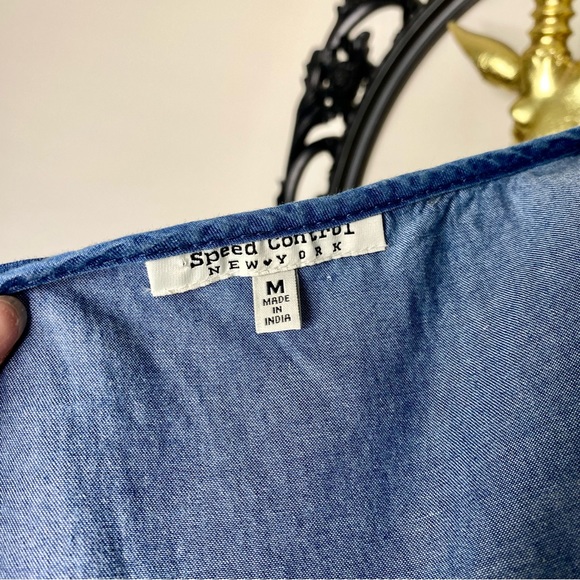 Speed Control
NEW♥YORK
M
MADE
IN
INDIA